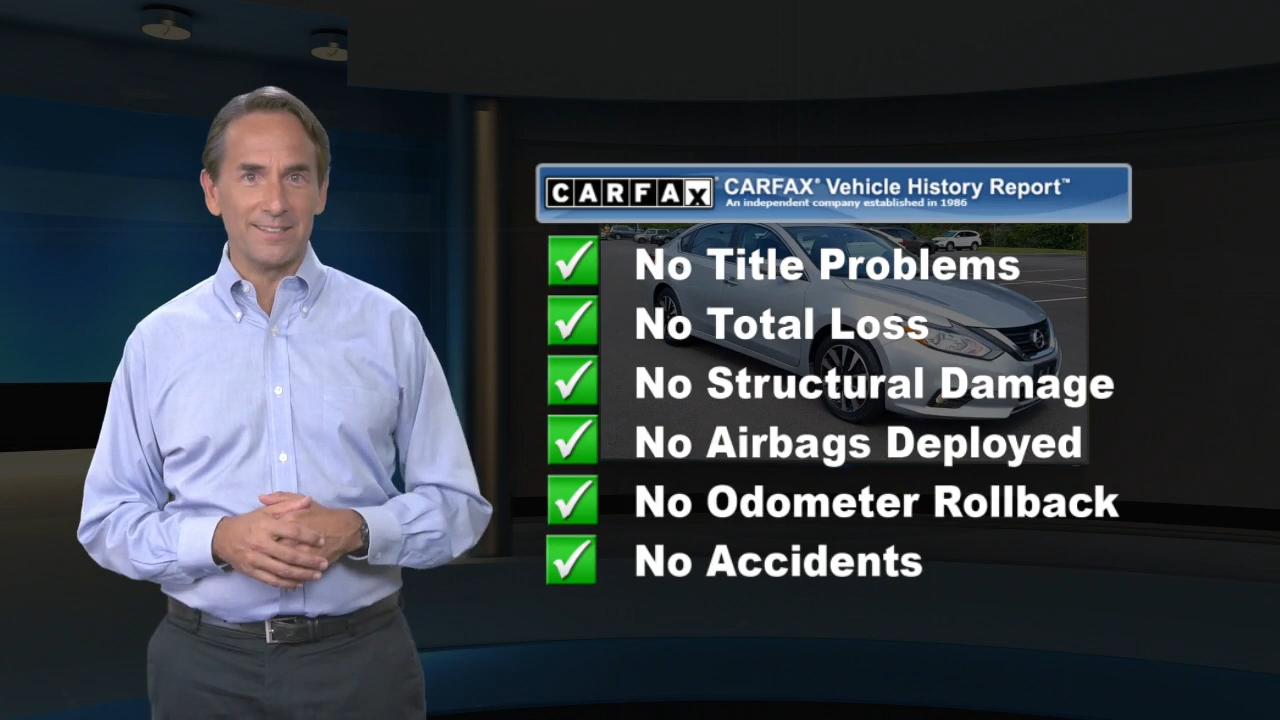 CARFAX® CARFAX® Vehicle History Report™
An independent company established in 1986
No Title Problems
No Total Loss
No Structural Damage
No Airbags Deployed
No Odometer Rollback
No Accidents